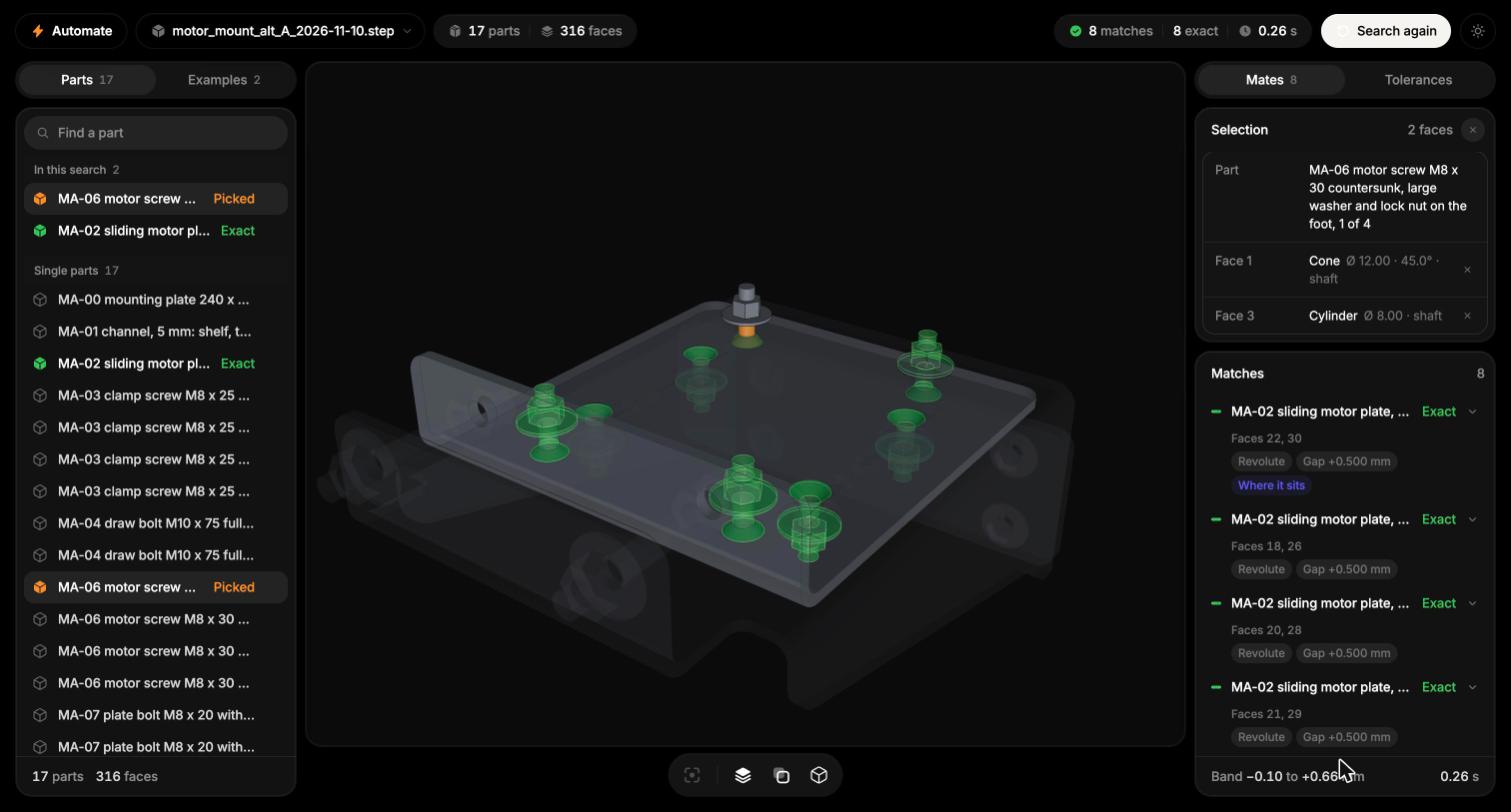 Automate
motor_mount_alt_A_2026-11-10.step
17 parts 316 faces
8 matches 8 exact 0.26 s
Search again
Parts 17
Examples 2
Find a part
In this search 2
MA-06 motor screw ... Picked
MA-02 sliding motor pl... Exact
Single parts 17
MA-00 mounting plate 240 x ...
MA-01 channel, 5 mm: shelf, t...
MA-02 sliding motor pl... Exact
MA-03 clamp screw M8 x 25 ...
MA-03 clamp screw M8 x 25 ...
MA-03 clamp screw M8 x 25 ...
MA-03 clamp screw M8 x 25 ...
MA-04 draw bolt M10 x 75 full...
MA-04 draw bolt M10 x 75 full...
MA-06 motor screw ... Picked
MA-06 motor screw M8 x 30 ...
MA-06 motor screw M8 x 30 ...
MA-06 motor screw M8 x 30 ...
MA-07 plate bolt M8 x 20 with...
MA-07 plate bolt M8 x 20 with...
17 parts 316 faces
Mates 8
Tolerances
Selection 2 faces
Part MA-06 motor screw M8 x
30 countersunk, large
washer and lock nut on the
foot, 1 of 4
Face 1 Cone Ø 12.00 · 45.0° ·
shaft
Face 3 Cylinder Ø 8.00 · shaft
Matches 8
MA-02 sliding motor plate, ... Exact
Faces 22, 30
Revolute Gap +0.500 mm
Where it sits
MA-02 sliding motor plate, ... Exact
Faces 18, 26
Revolute Gap +0.500 mm
MA-02 sliding motor plate, ... Exact
Faces 20, 28
Revolute Gap +0.500 mm
MA-02 sliding motor plate, ... Exact
Faces 21, 29
Revolute Gap +0.500 mm
Band −0.10 to 0.26 s